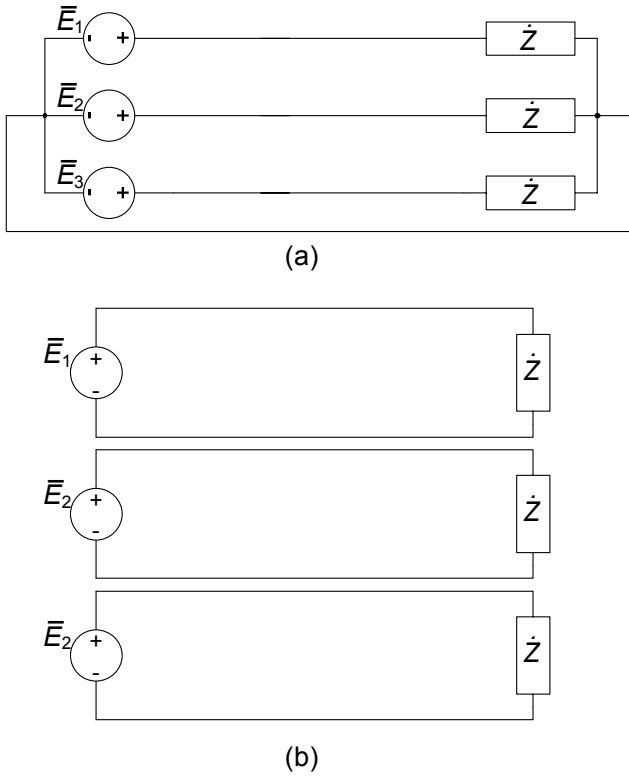 Ē₁
- +
Ż
Ē₂
- +
Ż
Ē₃
- +
Ż
(a)
Ē₁
+
-
Ż
Ē₂
+
-
Ż
Ē₂
+
-
Ż
(b)